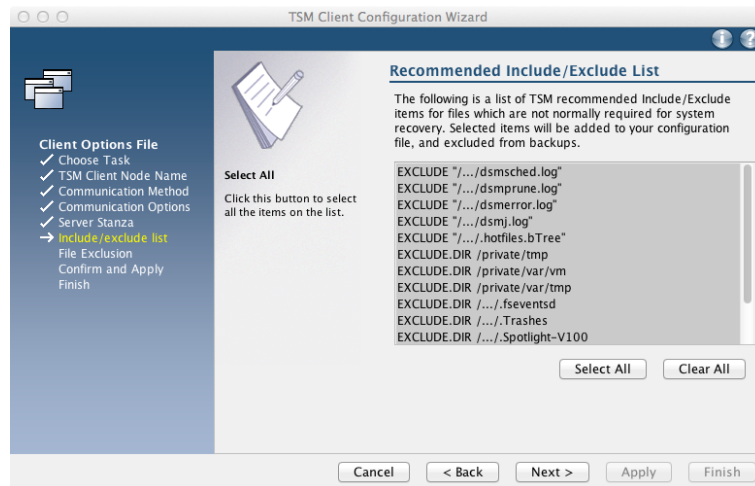 TSM Client Configuration Wizard
Client Options File
Choose Task
TSM Client Node Name
Communication Method
Communication Options
Server Stanza
Include/exclude list
File Exclusion
Confirm and Apply
Finish
Select All
Click this button to select
all the items on the list.
Recommended Include/Exclude List
The following is a list of TSM recommended Include/Exclude
items for files which are not normally required for system
recovery. Selected items will be added to your configuration
file, and excluded from backups.
EXCLUDE "/.../dsmsched.log"
EXCLUDE "/.../dsmprune.log"
EXCLUDE "/.../dsmerror.log"
EXCLUDE "/.../dsmj.log"
EXCLUDE "/.../.hotfiles.bTree"
EXCLUDE.DIR /private/tmp
EXCLUDE.DIR /private/var/vm
EXCLUDE.DIR /private/var/tmp
EXCLUDE.DIR /.../.fseventsd
EXCLUDE.DIR /.../.Trashes
EXCLUDE.DIR /.../.Spotlight-V100
Select All Clear All
Cancel < Back Next > Apply Finish